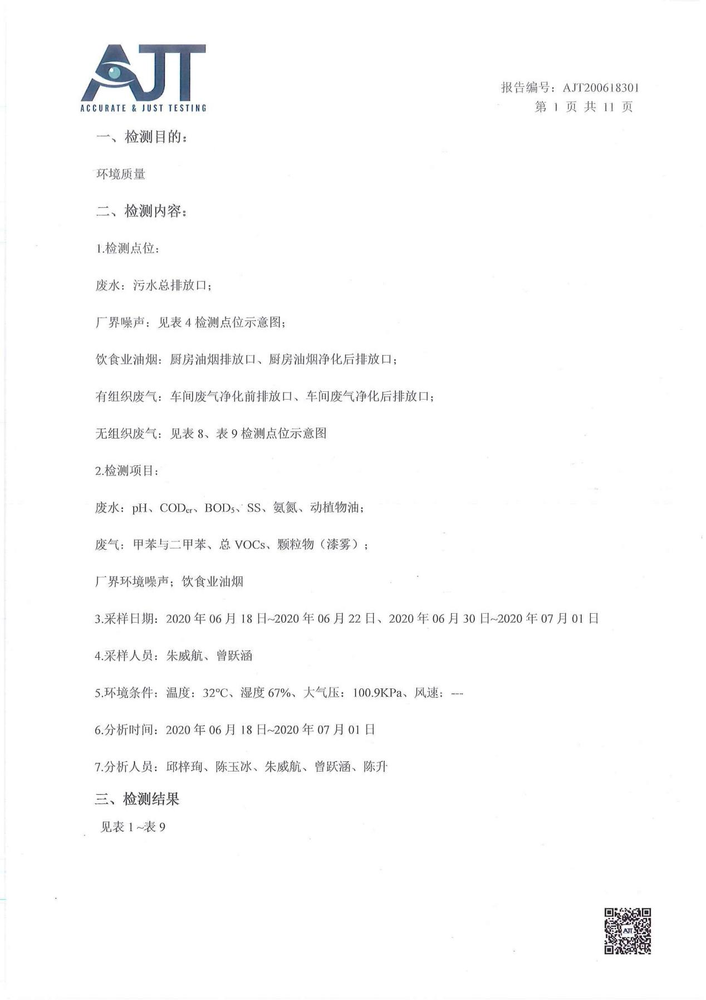 AJT
ACCURATE & JUST TESTING
报告编号：AJT200618301
第 1 页 共 11 页
一、检测目的：
环境质量
二、检测内容：
1.检测点位：
废水：污水总排放口；
厂界噪声：见表 4 检测点位示意图；
饮食业油烟：厨房油烟排放口、厨房油烟净化后排放口；
有组织废气：车间废气净化前排放口、车间废气净化后排放口；
无组织废气：见表 8、表 9 检测点位示意图
2.检测项目：
废水：pH、CODcr、BOD5、SS、氨氮、动植物油；
废气：甲苯与二甲苯、总 VOCs、颗粒物（漆雾）；
厂界环境噪声；饮食业油烟
3.采样日期：2020 年 06 月 18 日~2020 年 06 月 22 日、2020 年 06 月 30 日~2020 年 07 月 01 日
4.采样人员：朱威航、曾跃涵
5.环境条件：温度：32℃、湿度 67%、大气压：100.9KPa、风速：---
6.分析时间：2020 年 06 月 18 日~2020 年 07 月 01 日
7.分析人员：邱梓珣、陈玉冰、朱威航、曾跃涵、陈升
三、检测结果
见表 1 ~表 9
AJT